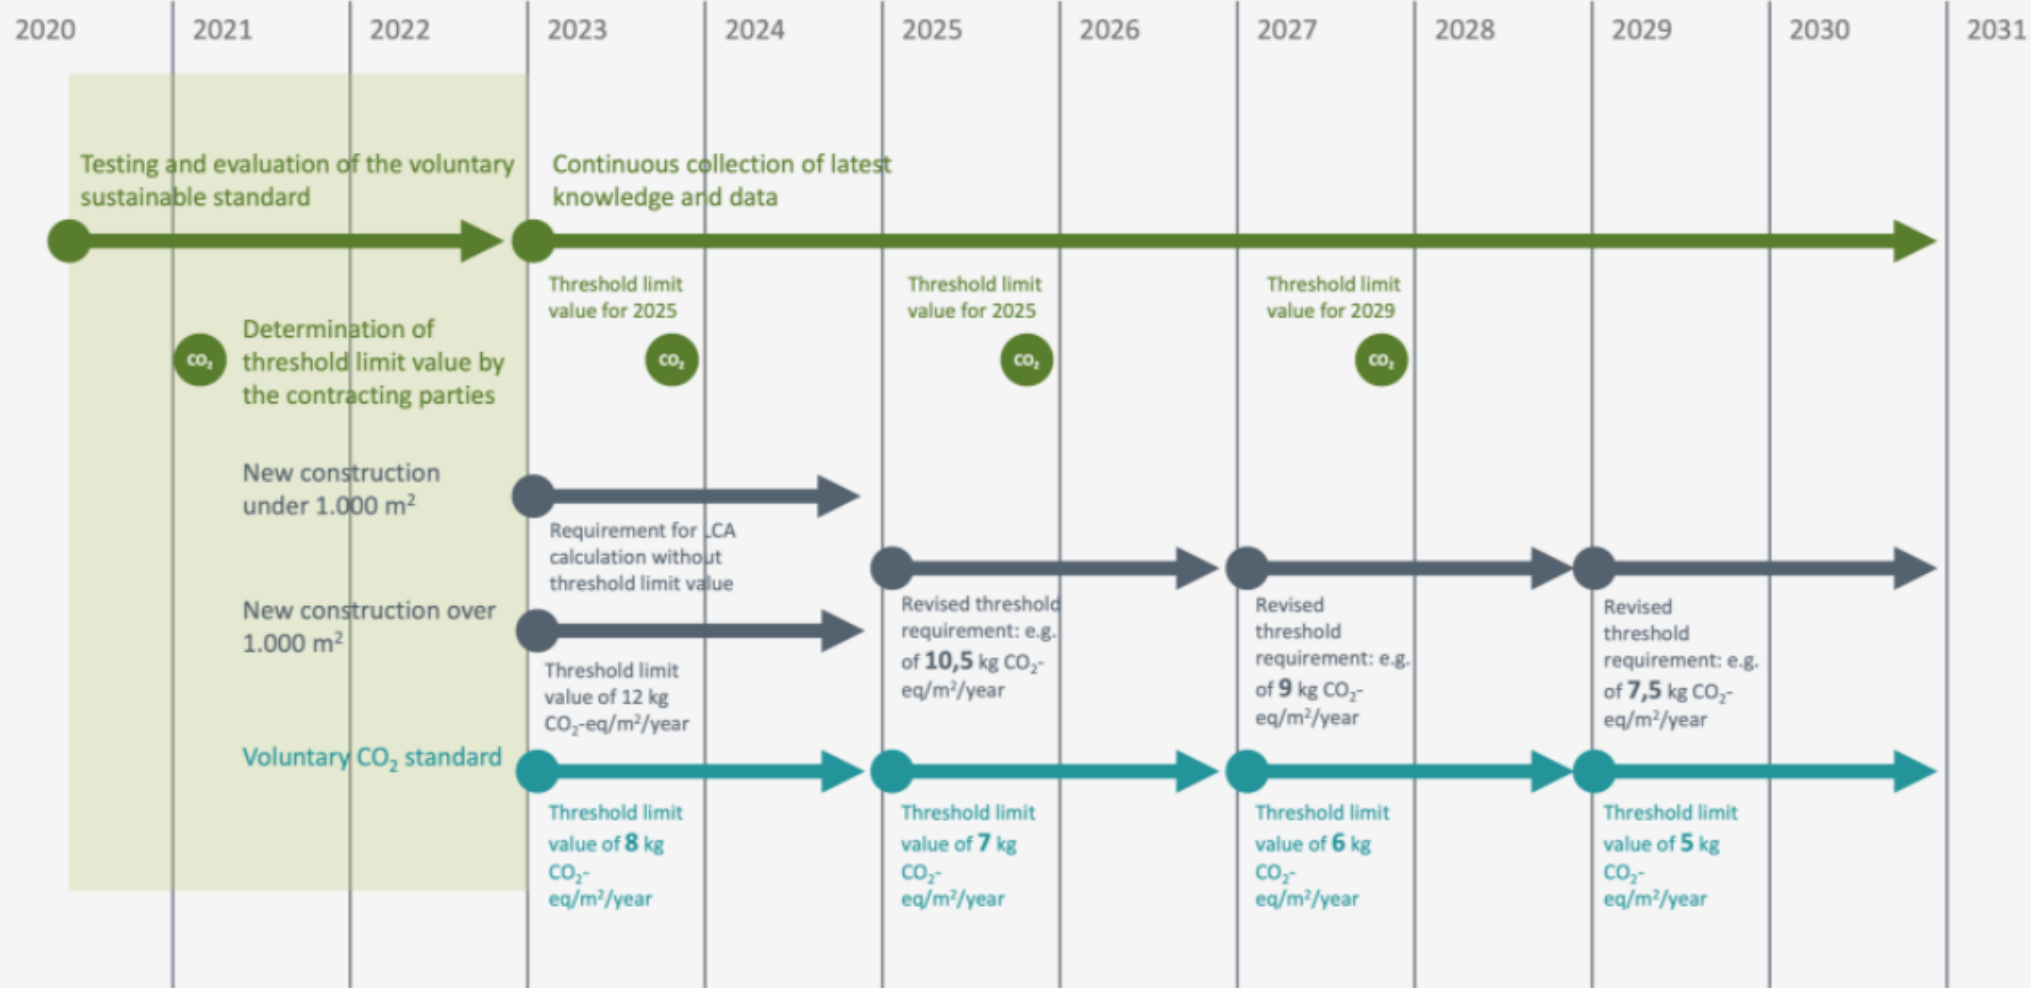 2020 2021 2022 2023 2024 2025 2026 2027 2028 2029 2030 2031
Testing and evaluation of the voluntary
sustainable standard
Continuous collection of latest
knowledge and data
Determination of
threshold limit value by
the contracting parties
CO₂
Threshold limit
value for 2025
CO₂
Threshold limit
value for 2025
CO₂
Threshold limit
value for 2029
CO₂
New construction
under 1.000 m²
Requirement for LCA
calculation without
threshold limit value
New construction over
1.000 m²
Threshold limit
value of 12 kg
CO₂-eq/m²/year
Revised threshold
requirement: e.g.
of 10,5 kg CO₂-
eq/m²/year
Revised
threshold
requirement: e.g.
of 9 kg CO₂-
eq/m²/year
Revised
threshold
requirement: e.g.
of 7,5 kg CO₂-
eq/m²/year
Voluntary CO₂ standard
Threshold limit
value of 8 kg
CO₂-
eq/m²/year
Threshold limit
value of 7 kg
CO₂-
eq/m²/year
Threshold limit
value of 6 kg
CO₂-
eq/m²/year
Threshold limit
value of 5 kg
CO₂-
eq/m²/year